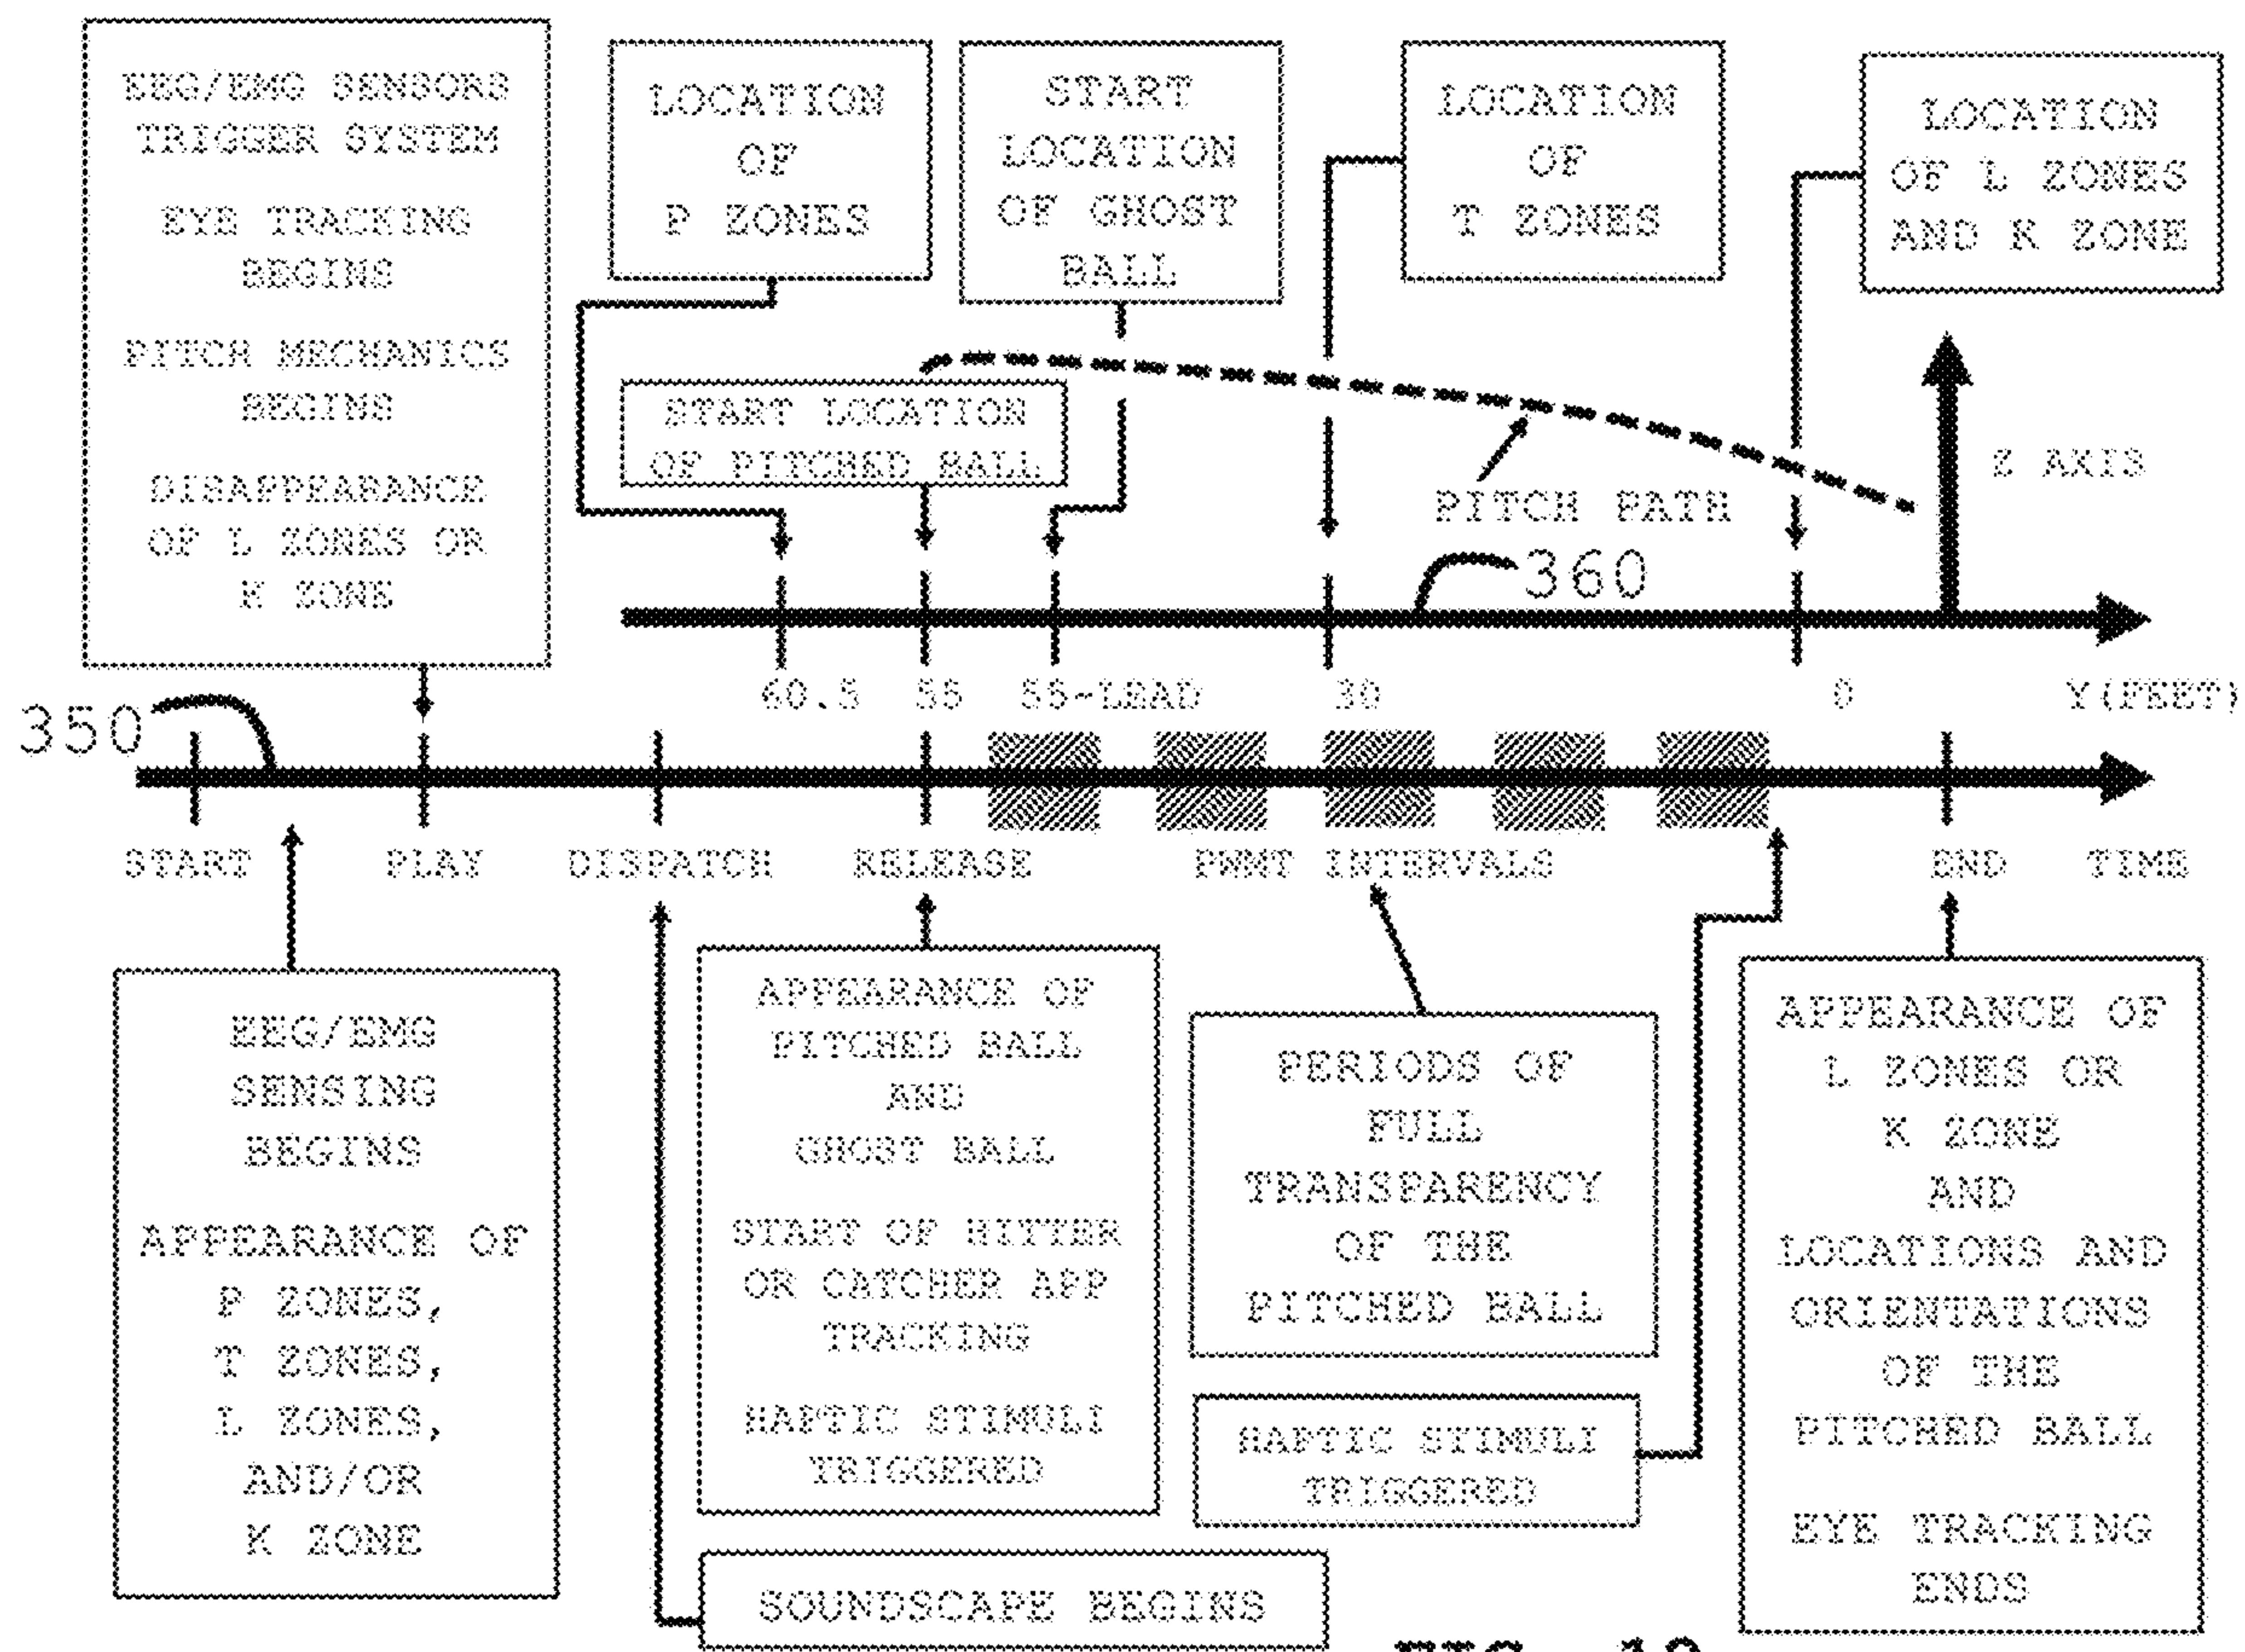 EEG/EMG SENSORS
TRIGGER SYSTEM
EYE TRACKING
BEGINS
PITCH MECHANICS
BEGINS
DISAPPEARANCE
OF L ZONES OR
K ZONE
LOCATION
OF
P ZONES
START
LOCATION
OF GHOST
BALL
LOCATION
OF
T ZONES
LOCATION
OF L ZONES
AND K ZONE
START LOCATION
OF PITCHED BALL
PITCH PATH
Z AXIS
360
60.5 55 55-LEAD 30 0 Y(FEET)
350
START PLAY DISPATCH RELEASE PWMT INTERVALS END TIME
EEG/EMG
SENSING
BEGINS
APPEARANCE OF
P ZONES,
T ZONES,
L ZONES,
AND/OR
K ZONE
APPEARANCE OF
PITCHED BALL
AND
GHOST BALL
START OF HITTER
OR CATCHER APP
TRACKING
HAPTIC STIMULI
TRIGGERED
SOUNDSCAPE BEGINS
PERIODS OF
FULL
TRANSPARENCY
OF THE
PITCHED BALL
HAPTIC STIMULI
TRIGGERED
APPEARANCE OF
L ZONES OR
K ZONE
AND
LOCATIONS AND
ORIENTATIONS
OF THE
PITCHED BALL
EYE TRACKING
ENDS